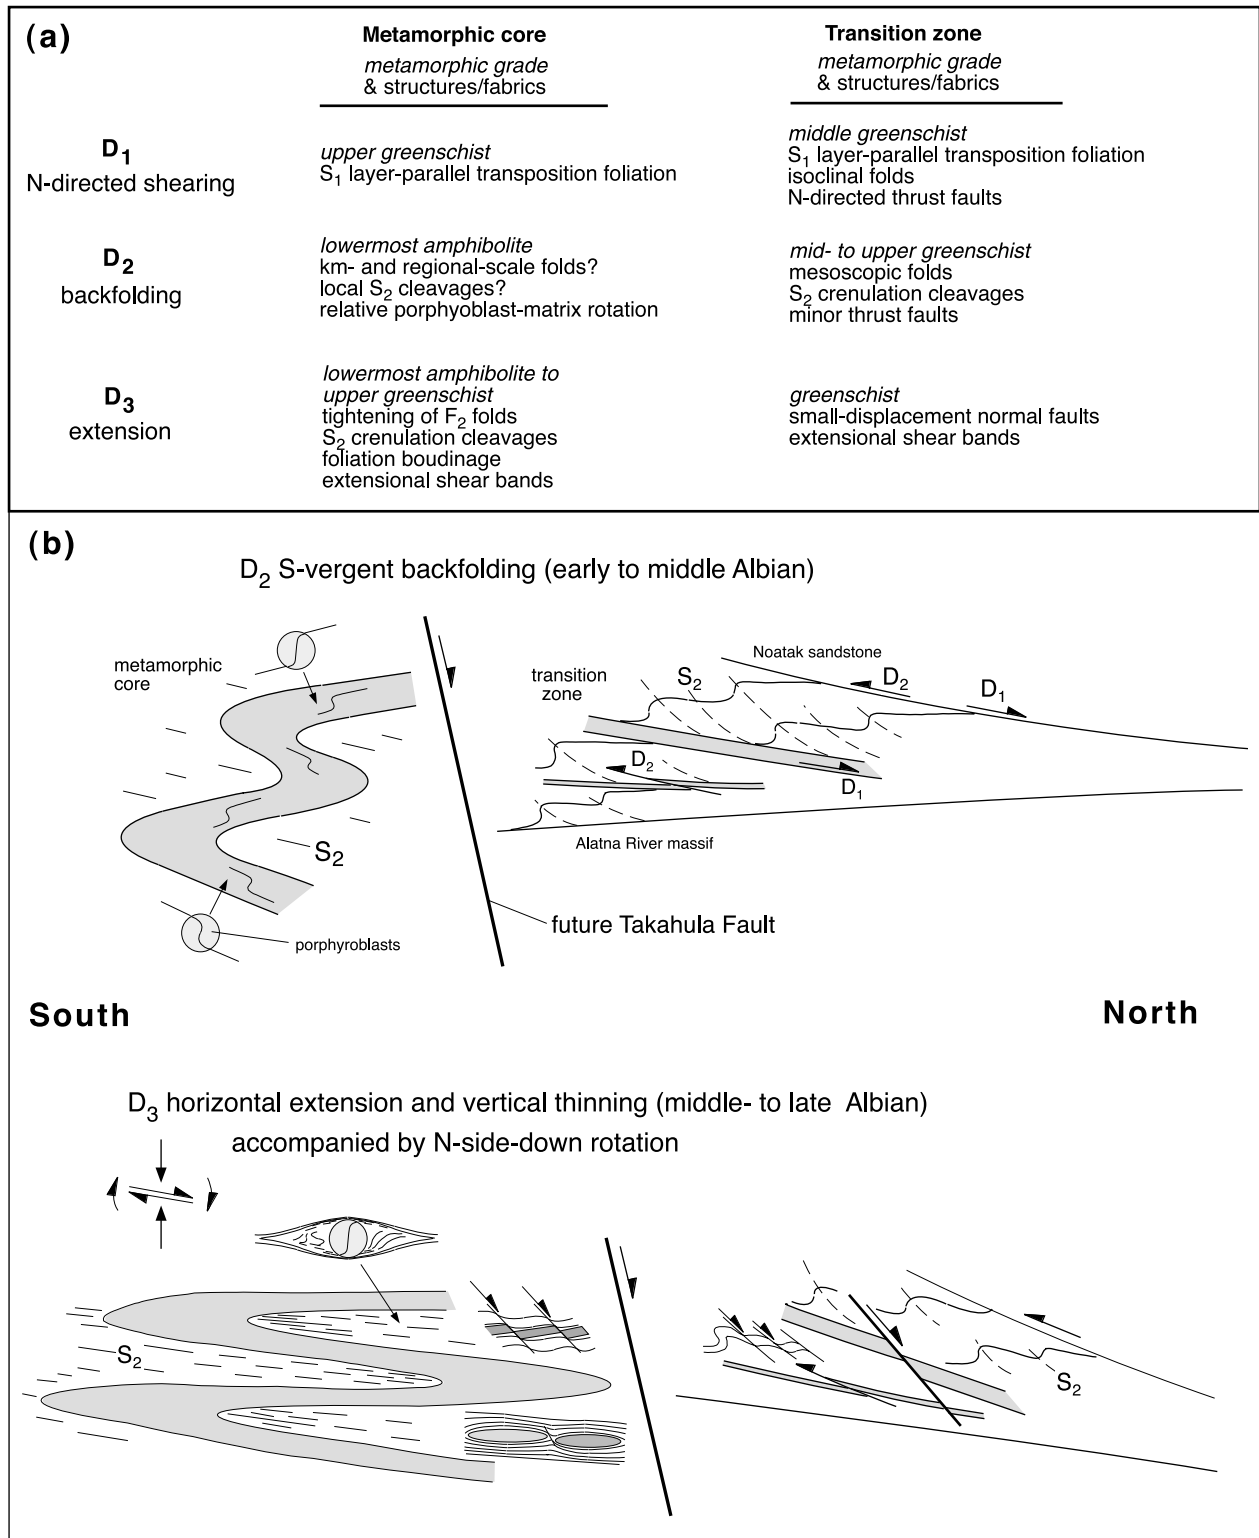 (a)
Metamorphic core
Transition zone
metamorphic grade
& structures/fabrics
metamorphic grade
& structures/fabrics
D1
N-directed shearing
upper greenschist
S1 layer-parallel transposition foliation
middle greenschist
S1 layer-parallel transposition foliation
isoclinal folds
N-directed thrust faults
D2
backfolding
lowermost amphibolite
km- and regional-scale folds?
local S2 cleavages?
relative porphyoblast-matrix rotation
mid- to upper greenschist
mesoscopic folds
S2 crenulation cleavages
minor thrust faults
D3
extension
lowermost amphibolite to
upper greenschist
tightening of F2 folds
S2 crenulation cleavages
foliation boudinage
extensional shear bands
greenschist
small-displacement normal faults
extensional shear bands
(b)
D2 S-vergent backfolding (early to middle Albian)
metamorphic
core
transition
zone
Noatak sandstone
S2
D2
D1
D2
D1
S2
Alatna River massif
future Takahula Fault
porphyroblasts
South
North
D3 horizontal extension and vertical thinning (middle- to late Albian)
accompanied by N-side-down rotation
S2
S2